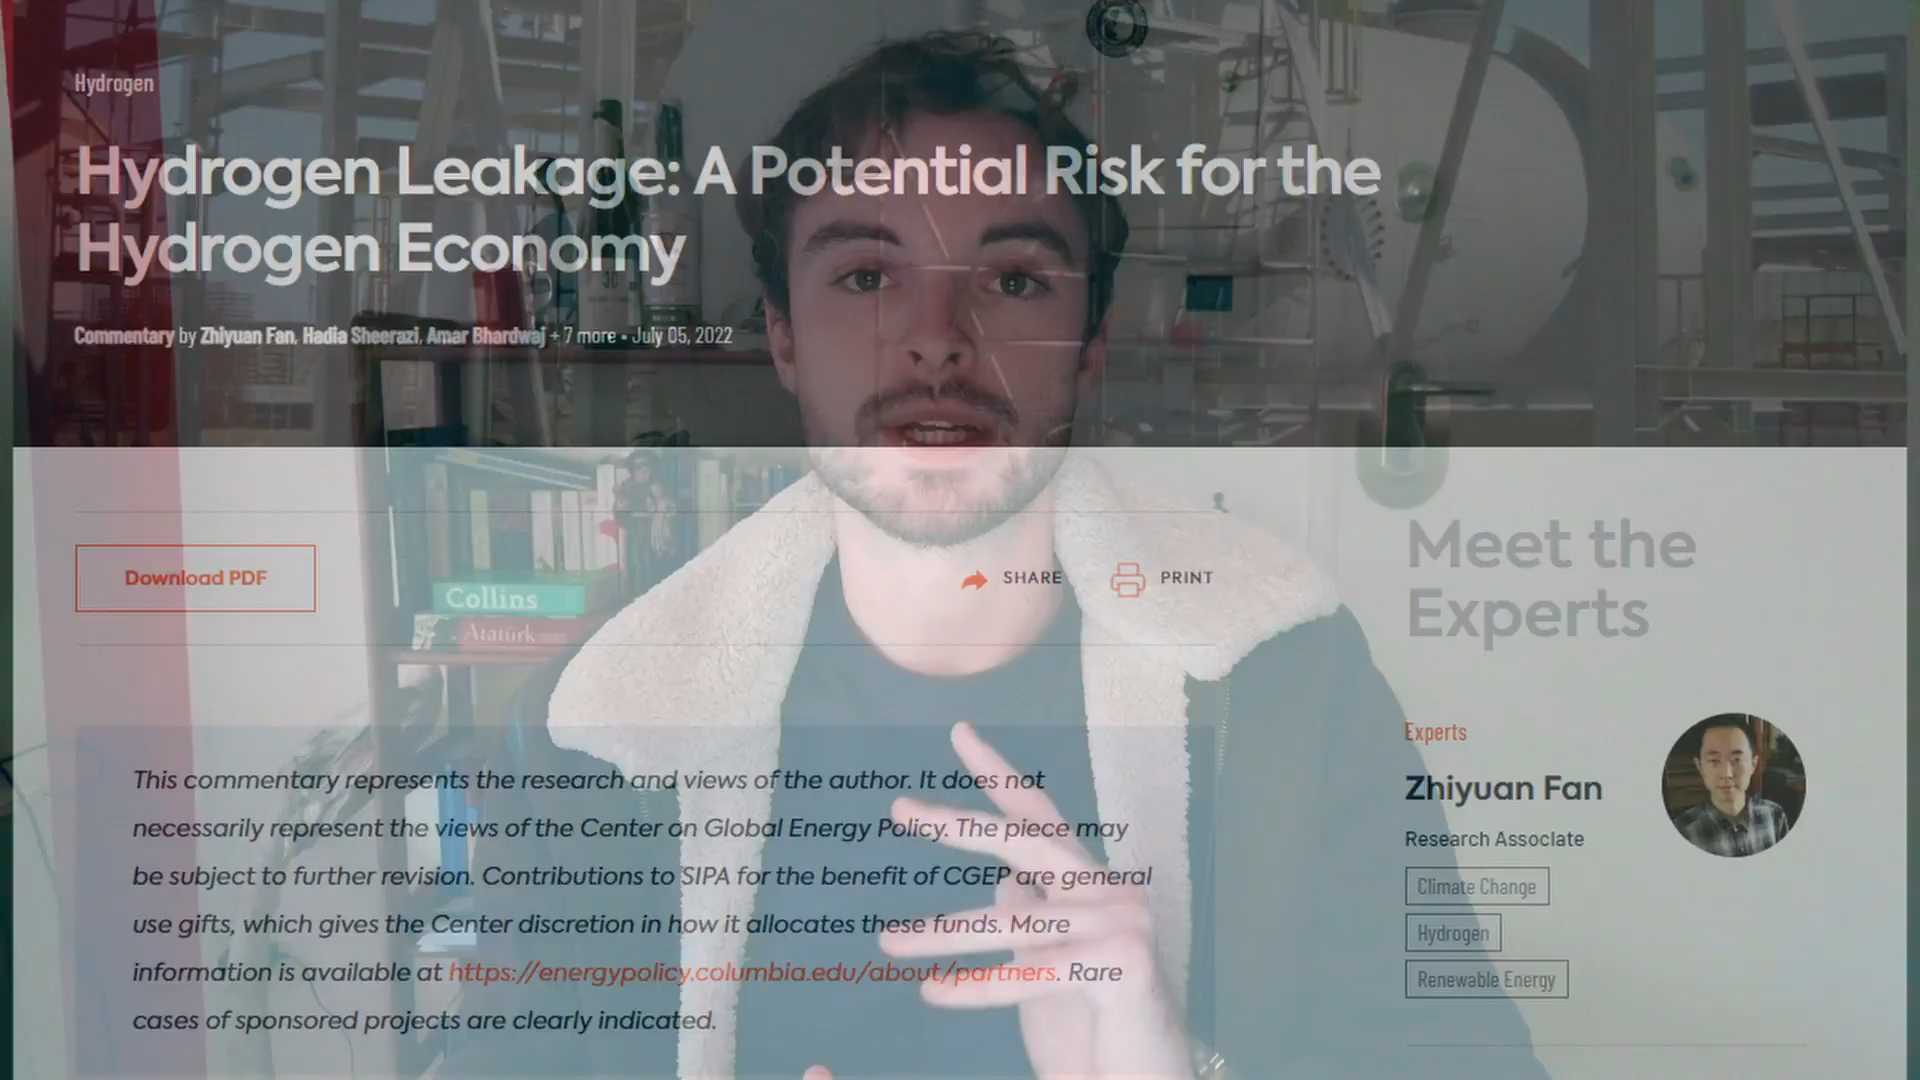 Hydrogen
Hydrogen Leakage: A Potential Risk for the
Hydrogen Economy
Commentary by Zhiyuan Fan, Hadia Sheerazi, Amar Bhardwaj + 7 more • July 05, 2022
Download PDF
SHARE
PRINT
Meet the
Experts
Collins
Atatürk
Experts
Zhiyuan Fan
Research Associate
Climate Change
Hydrogen
Renewable Energy
This commentary represents the research and views of the author. It does not
necessarily represent the views of the Center on Global Energy Policy. The piece may
be subject to further revision. Contributions to SIPA for the benefit of CGEP are general
use gifts, which gives the Center discretion in how it allocates these funds. More
information is available at https://energypolicy.columbia.edu/about/partners. Rare
cases of sponsored projects are clearly indicated.